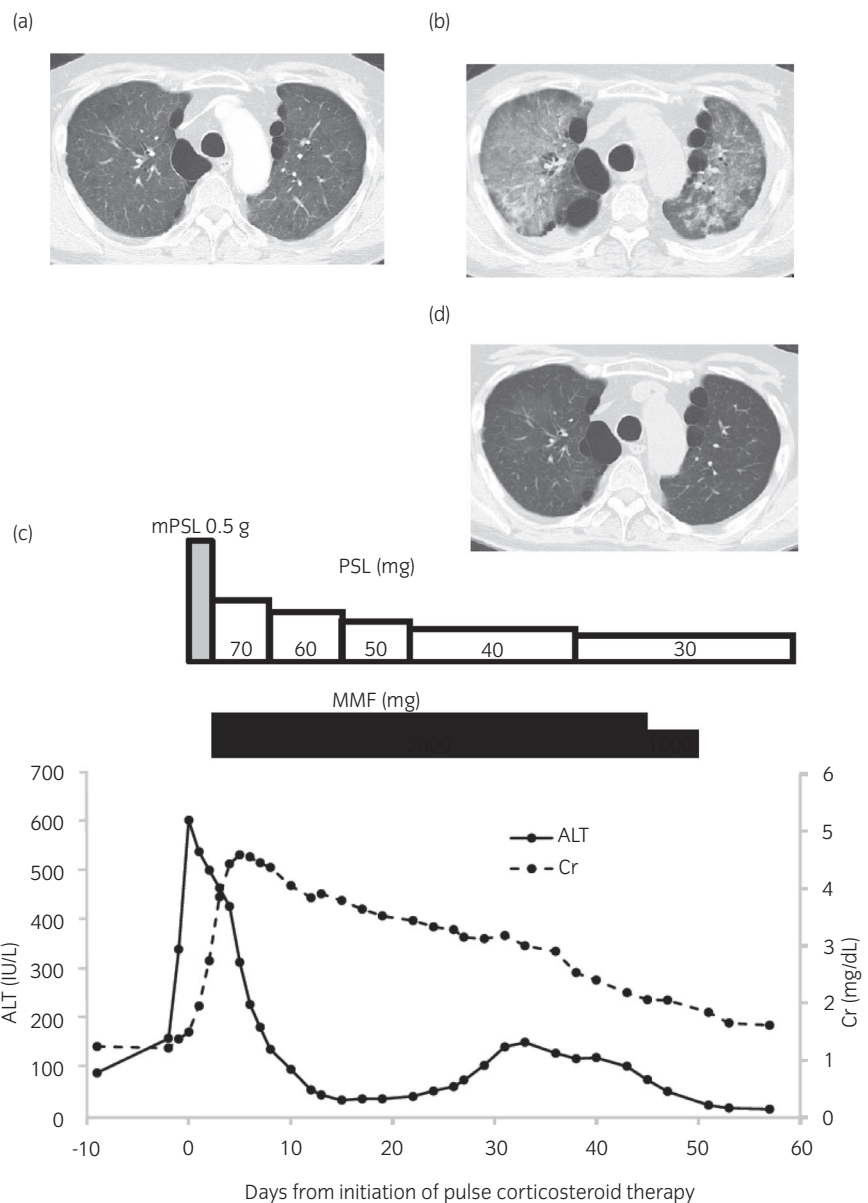 (a)
(b)
(d)
(c)
mPSL 0.5 g
PSL (mg)
70 60 50 40 30
MMF (mg)
2000 1000
700 6
600 5
500 4
400 3
300 2
200 1
100 0
0
ALT
Cr
ALT (IU/L)
Cr (mg/dL)
-10 0 10 20 30 40 50 60
Days from initiation of pulse corticosteroid therapy